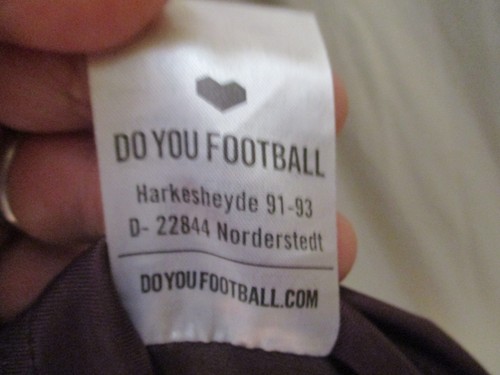 DO YOU FOOTBALL
Harkesheyde 91-93
D- 22844 Norderstedt
DOYOUFOOTBALL.COM